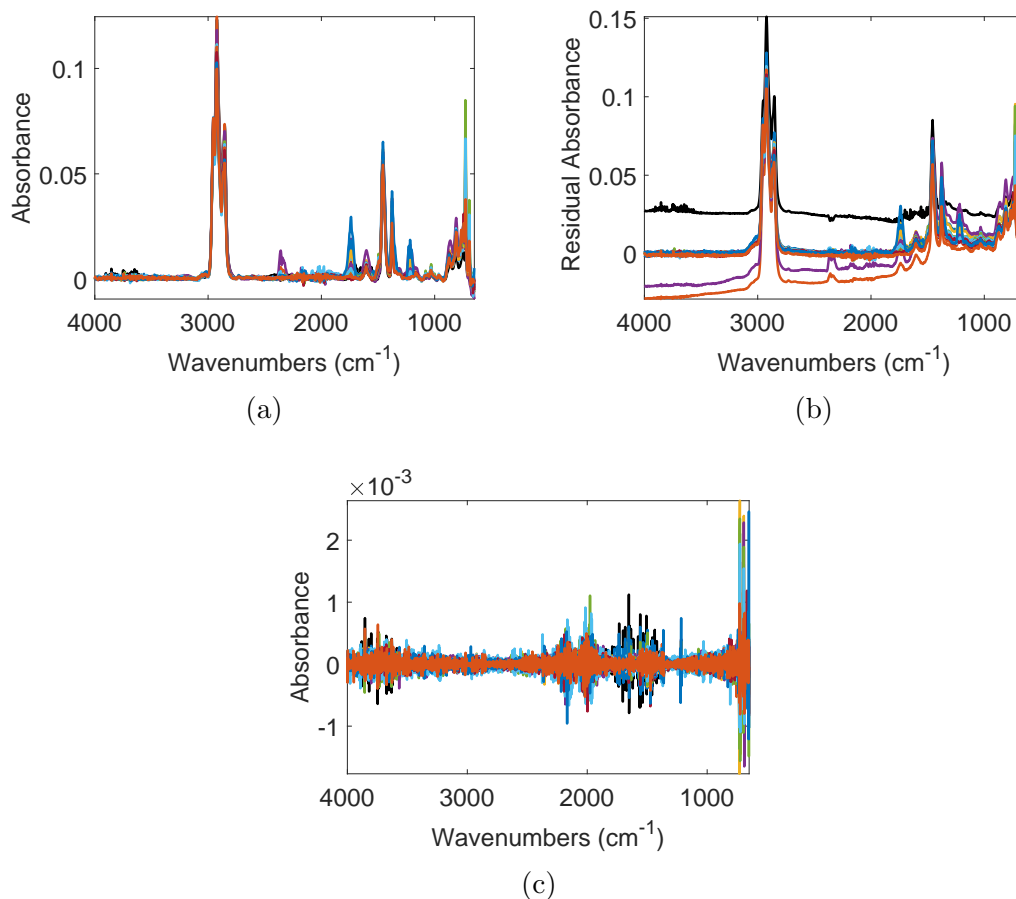 0.1
0.05
0
Absorbance
4000 3000 2000 1000
Wavenumbers (cm-1)
(a)
0.15
0.1
0.05
0
Residual Absorbance
4000 3000 2000 1000
Wavenumbers (cm-1)
(b)
×10-3
2
1
0
-1
Absorbance
4000 3000 2000 1000
Wavenumbers (cm-1)
(c)